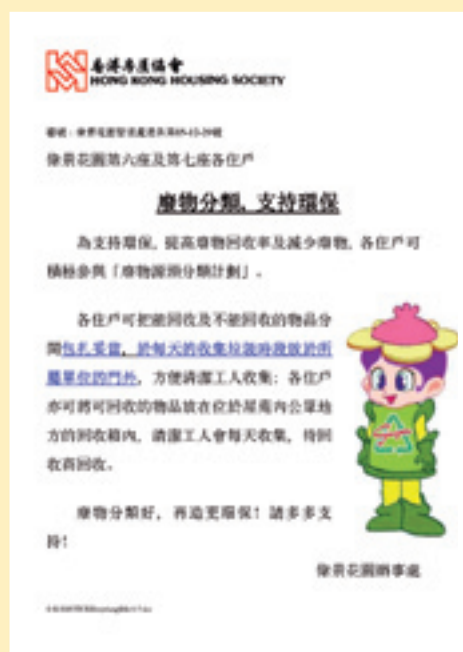 香港房屋協會
HONG KONG HOUSING SOCIETY
偉景花園第六座及第七座各住戶
廢物分類，支持環保
為支持環保，提高廢物回收率及減少廢物，各住戶可
積極參與「廢物源頭分類計劃」。
各住戶可把能回收及不能回收的物品分
開包扎妥當，於每天的收集垃圾時段放於所
屬單位的門外，方便清潔工人收集；各住戶
亦可將可回收的物品放在位於屋苑內公眾地
方的回收箱內，清潔工人會每天收集，待回
收商回收。
廢物分類好，再造更環保！請多多支
持！
偉景花園辦事處